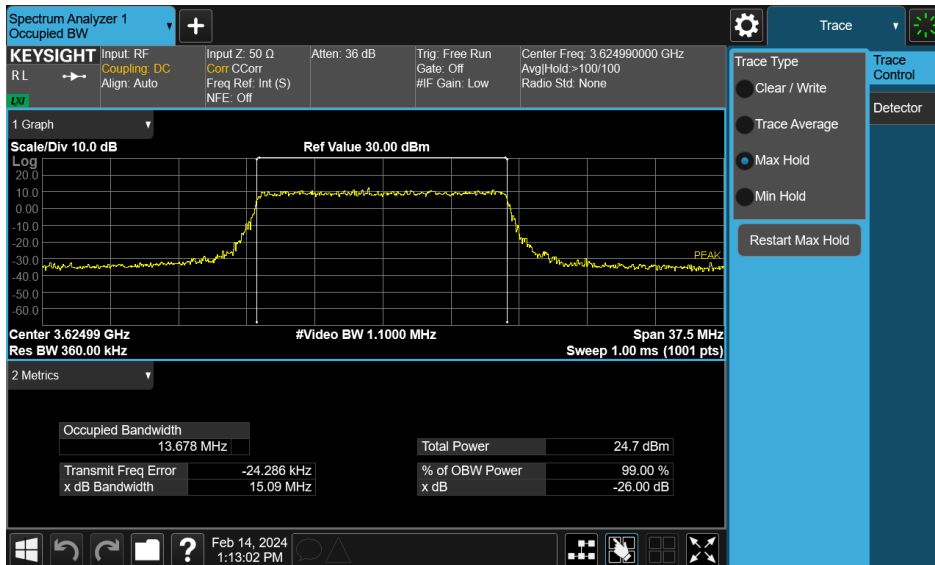 Spectrum Analyzer 1
Occupied BW
Trace
KEYSIGHT
RL
LXI
Input: RF
Coupling: DC
Align: Auto
Input Z: 50 Ω
Corr CCorr
Freq Ref: Int (S)
NFE: Off
Atten: 36 dB
Trig: Free Run
Gate: Off
#IF Gain: Low
Center Freq: 3.624990000 GHz
Avg|Hold:>100/100
Radio Std: None
Trace Type
Clear / Write
Trace Average
Max Hold
Min Hold
Restart Max Hold
Trace
Control
Detector
1 Graph
Scale/Div 10.0 dB
Ref Value 30.00 dBm
Log
20.0
10.0
0.00
-10.0
-20.0
-30.0
-40.0
-50.0
-60.0
PEAK
Center 3.62499 GHz
#Video BW 1.1000 MHz
Span 37.5 MHz
Res BW 360.00 kHz
Sweep 1.00 ms (1001 pts)
2 Metrics
Occupied Bandwidth
13.678 MHz
Total Power 24.7 dBm
Transmit Freq Error -24.286 kHz
% of OBW Power 99.00 %
x dB Bandwidth 15.09 MHz
x dB -26.00 dB
?
Feb 14, 2024
1:13:02 PM